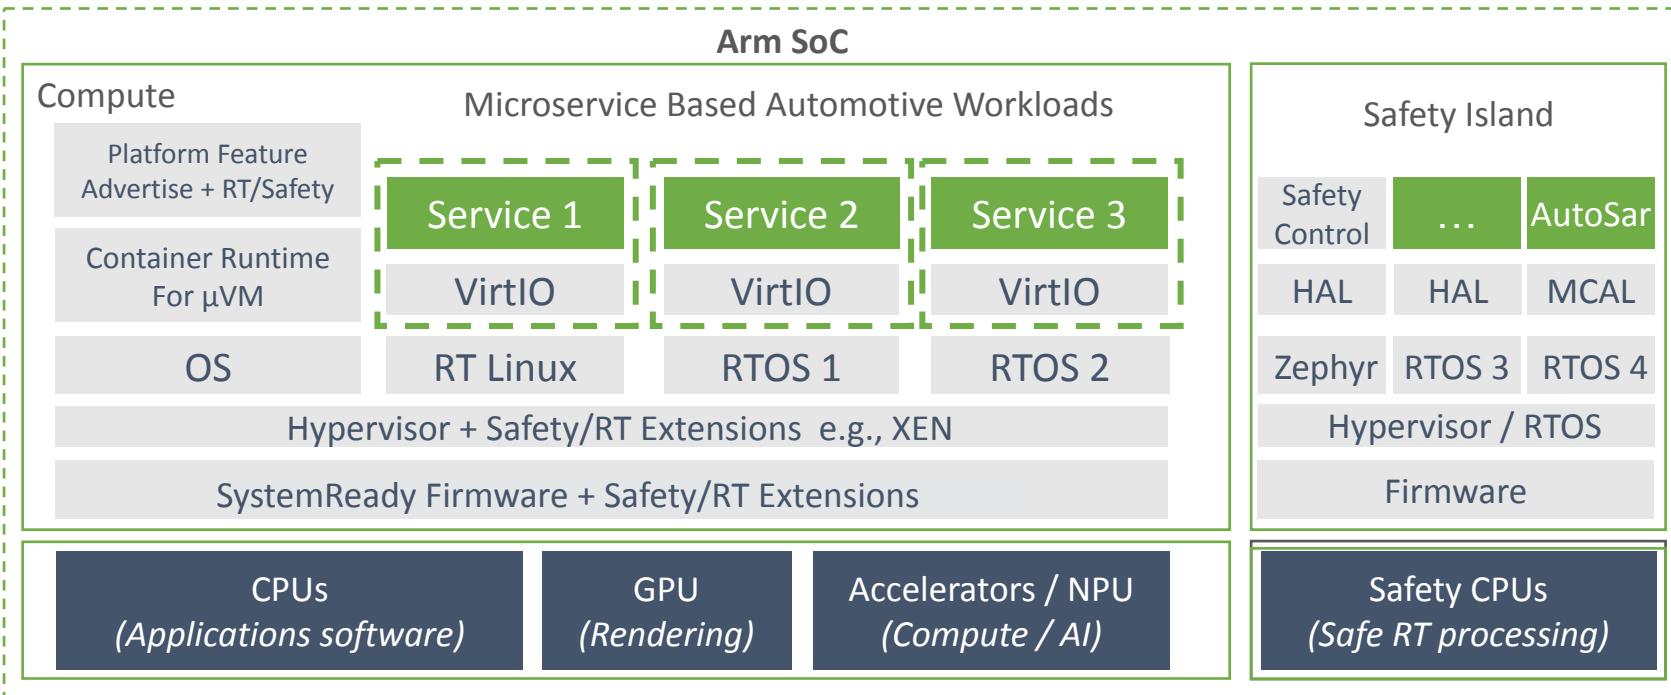 Arm SoC
Compute
Microservice Based Automotive Workloads
Platform Feature
Advertise + RT/Safety
Container Runtime
For µVM
OS
Service 1
VirtIO
RT Linux
Service 2
VirtIO
RTOS 1
Service 3
VirtIO
RTOS 2
Hypervisor + Safety/RT Extensions e.g., XEN
SystemReady Firmware + Safety/RT Extensions
CPUs
(Applications software)
GPU
(Rendering)
Accelerators / NPU
(Compute / AI)
Safety Island
Safety
Control
HAL
Zephyr
...
HAL
RTOS 3
AutoSar
MCAL
RTOS 4
Hypervisor / RTOS
Firmware
Safety CPUs
(Safe RT processing)